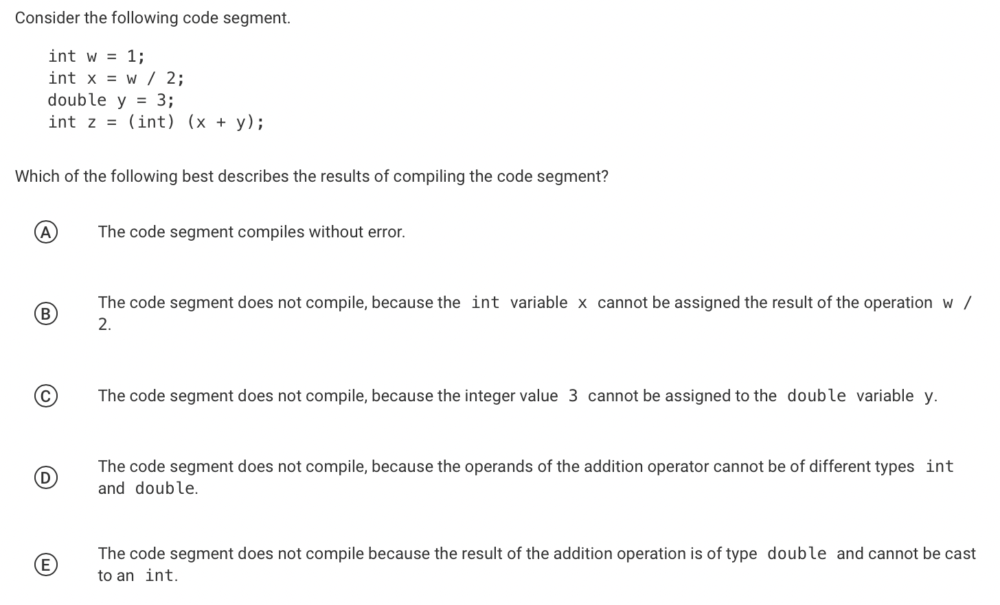 Consider the following code segment.
int w = 1;
int x = w / 2;
double y = 3;
int z = (int) (x + y);
Which of the following best describes the results of compiling the code segment?
A The code segment compiles without error.
B The code segment does not compile, because the int variable x cannot be assigned the result of the operation w /
2.
C The code segment does not compile, because the integer value 3 cannot be assigned to the double variable y.
D The code segment does not compile, because the operands of the addition operator cannot be of different types int
and double.
E The code segment does not compile because the result of the addition operation is of type double and cannot be cast
to an int.